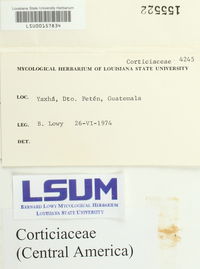 Louisiana State University Herbarium
LSU00157834
155522
Corticiaceae 4245
MYCOLOGICAL HERBARIUM OF LOUISIANA STATE UNIVERSITY
LOC. Yaxhá, Dto. Petén, Guatemala
LEG. B. Lowy 26-VI-1974
DET.
LSUM
BERNARD LOWY MYCOLOGICAL HERBARIUM
LOUISIANA STATE UNIVERSITY
Corticiaceae
(Central America)